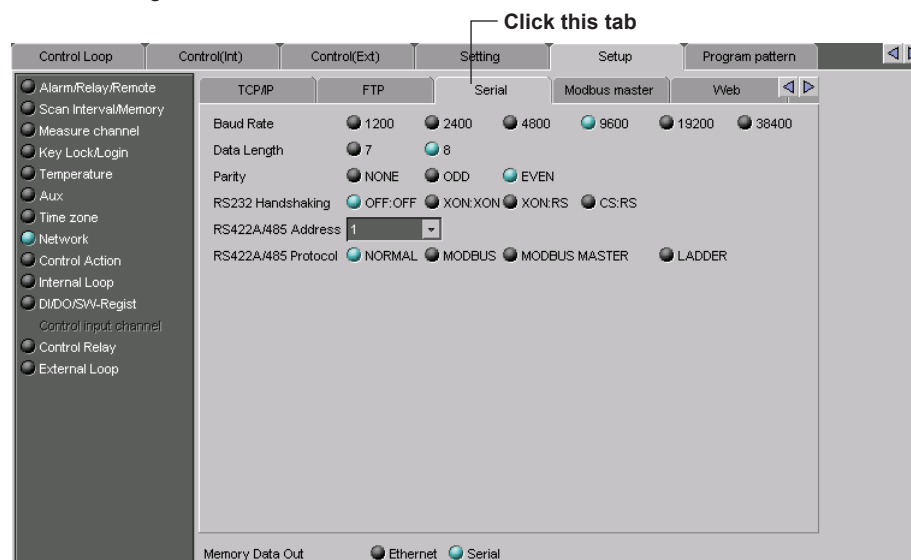 Click this tab
Control Loop Control(Int) Control(Ext) Setting Setup Program pattern
Alarm/Relay/Remote
Scan Interval/Memory
Measure channel
Key Lock/Login
Temperature
Aux
Time zone
Network
Control Action
Internal Loop
DI/DO/SW-Regist
Control input channel
Control Relay
External Loop
TCP/IP FTP Serial Modbus master Web
Baud Rate 1200 2400 4800 9600 19200 38400
Data Length 7 8
Parity NONE ODD EVEN
RS232 Handshaking OFF:OFF XON:XON XON:RS CS:RS
RS422A/485 Address 1
RS422A/485 Protocol NORMAL MODBUS MODBUS MASTER LADDER
Memory Data Out Ethernet Serial